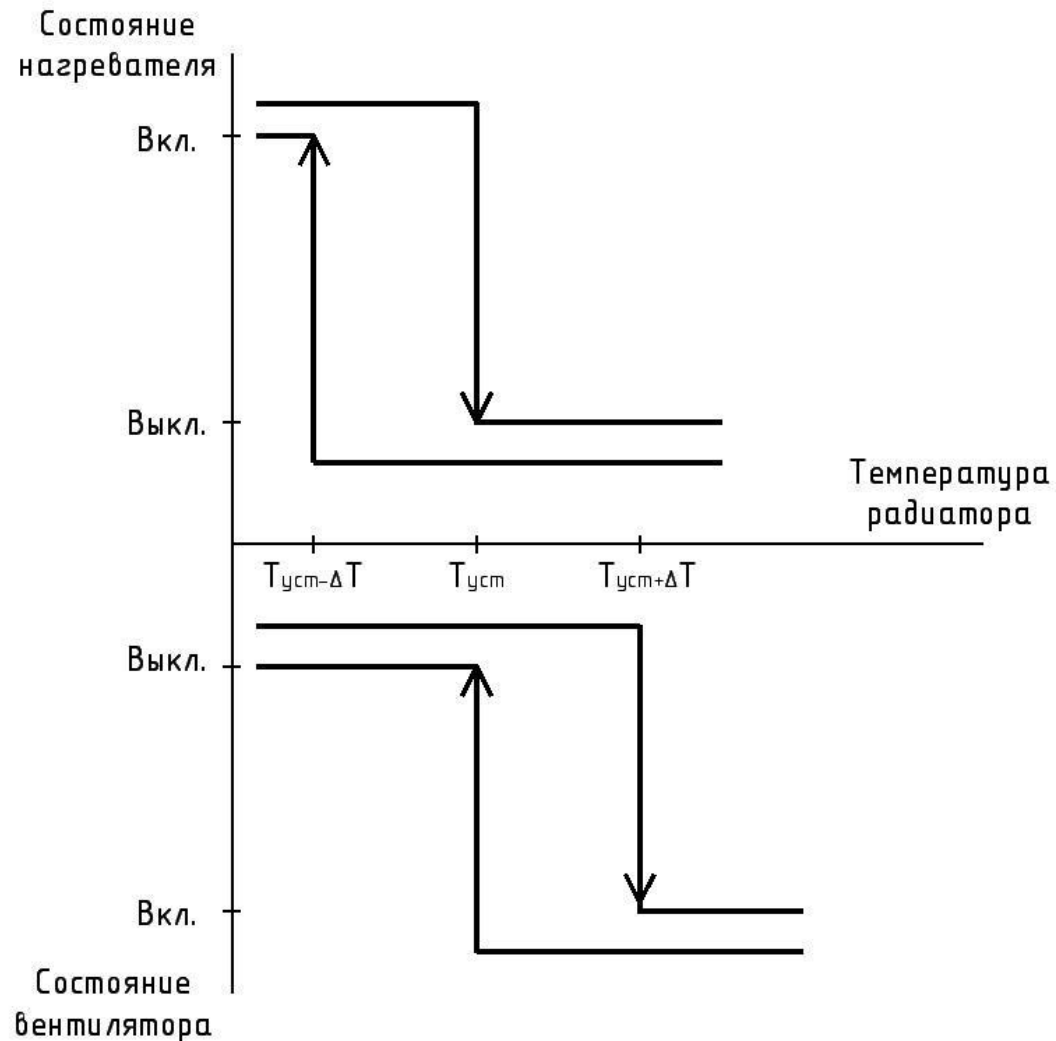 Состояние
нагревателя
Вкл.
Выкл.
Температура
радиатора
Tуст-ΔT
Tуст
Tуст+ΔT
Выкл.
Вкл.
Состояние
вентилятора